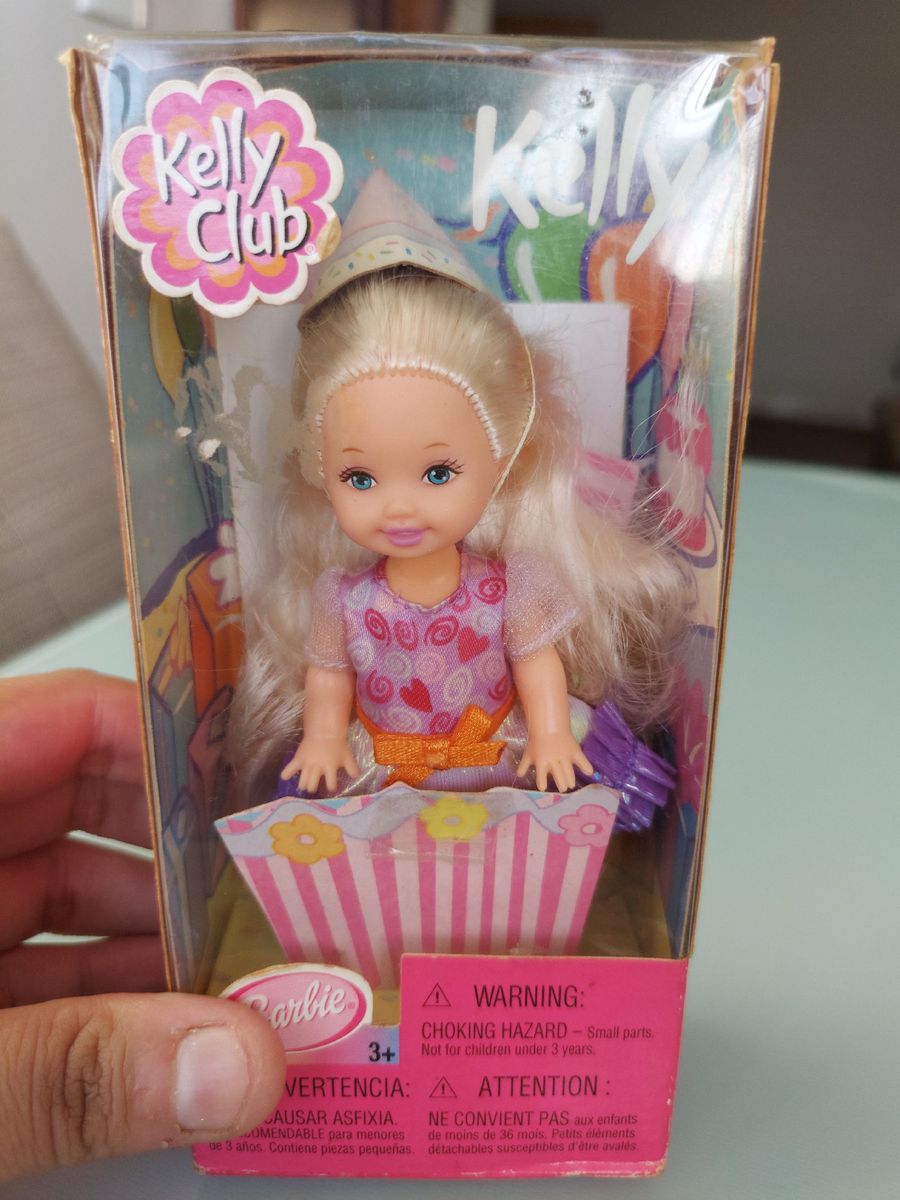 Kelly
Club
Kelly
Barbie
3+
WARNING:
CHOKING HAZARD – Small parts.
Not for children under 3 years.
VERTENCIA:
CAUSAR ASFIXIA.
OMENDABLE para menores
de 3 años. Contiene piezas pequeñas.
ATTENTION :
NE CONVIENT PAS aux enfants
de moins de 36 mois. Petits éléments
détachables susceptibles d'être avalés.